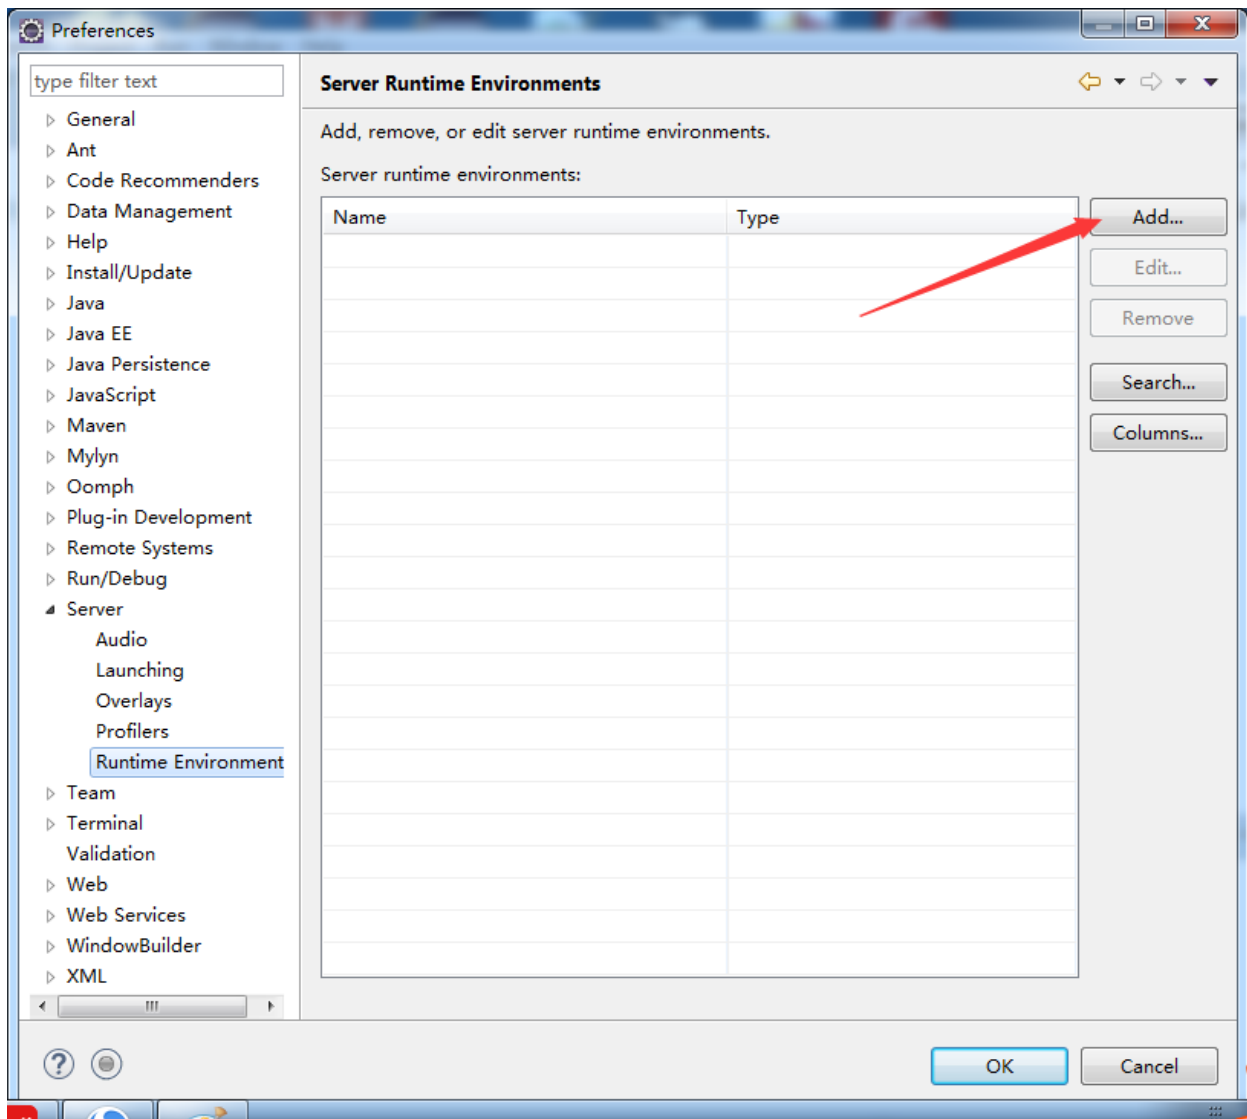 Preferences
type filter text
General
Ant
Code Recommenders
Data Management
Help
Install/Update
Java
Java EE
Java Persistence
JavaScript
Maven
Mylyn
Oomph
Plug-in Development
Remote Systems
Run/Debug
Server
Audio
Launching
Overlays
Profilers
Runtime Environment
Team
Terminal
Validation
Web
Web Services
WindowBuilder
XML
Server Runtime Environments
Add, remove, or edit server runtime environments.
Server runtime environments:
Name Type
Add...
Edit...
Remove
Search...
Columns...
OK Cancel